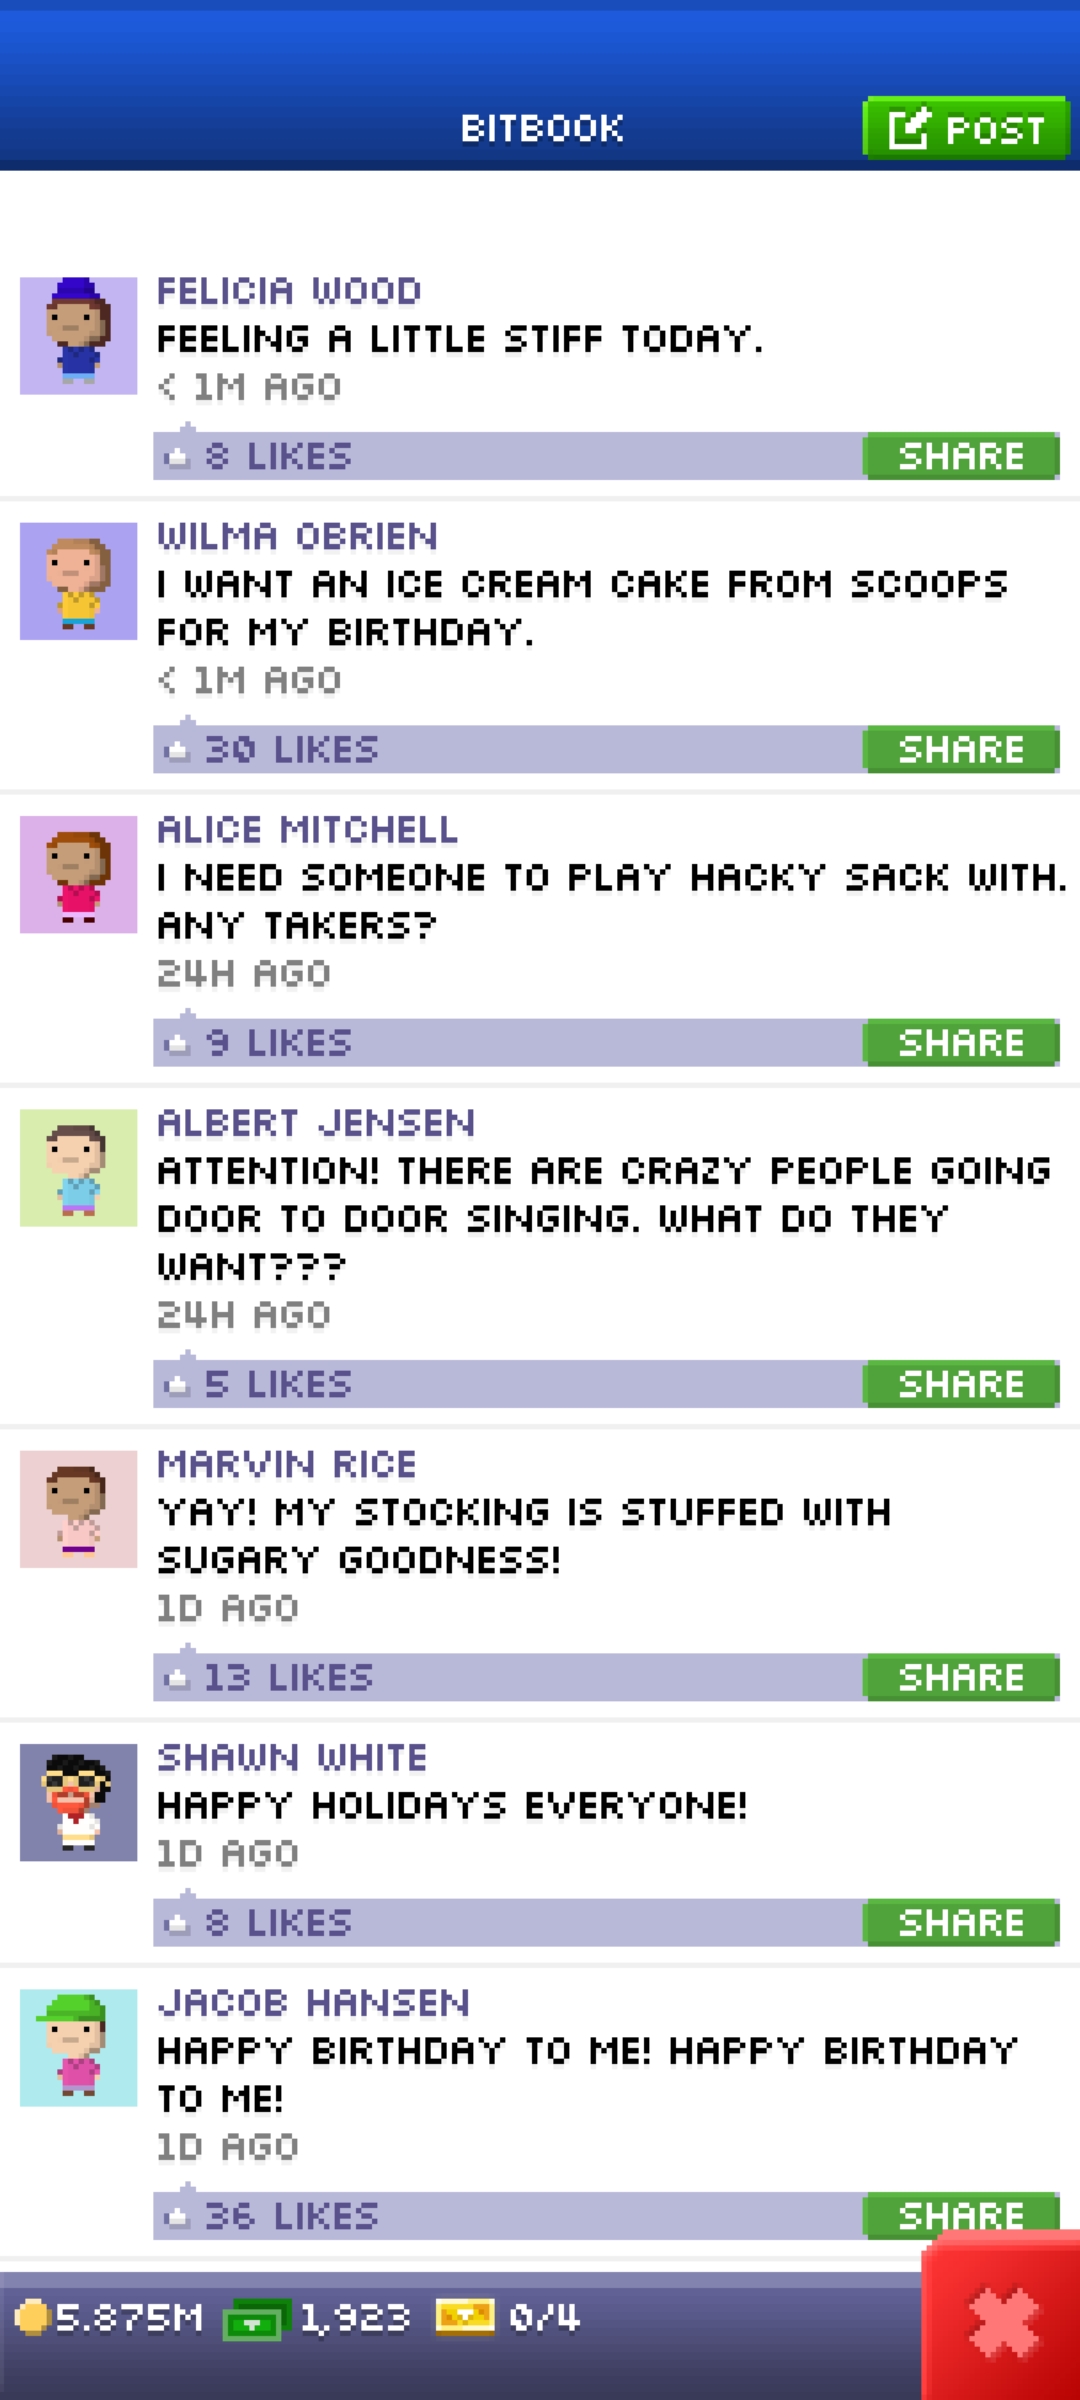 BITBOOK
POST
FELICIA WOOD
FEELING A LITTLE STIFF TODAY.
< 1M AGO
8 LIKES
SHARE
WILMA OBRIEN
I WANT AN ICE CREAM CAKE FROM SCOOPS
FOR MY BIRTHDAY.
< 1M AGO
30 LIKES
SHARE
ALICE MITCHELL
I NEED SOMEONE TO PLAY HACKY SACK WITH.
ANY TAKERS?
24H AGO
9 LIKES
SHARE
ALBERT JENSEN
ATTENTION! THERE ARE CRAZY PEOPLE GOING
DOOR TO DOOR SINGING. WHAT DO THEY
WANT???
24H AGO
5 LIKES
SHARE
MARVIN RICE
YAY! MY STOCKING IS STUFFED WITH
SUGARY GOODNESS!
1D AGO
13 LIKES
SHARE
SHAWN WHITE
HAPPY HOLIDAYS EVERYONE!
1D AGO
8 LIKES
SHARE
JACOB HANSEN
HAPPY BIRTHDAY TO ME! HAPPY BIRTHDAY
TO ME!
1D AGO
36 LIKES
SHARE
5.875M 1,923 0/4